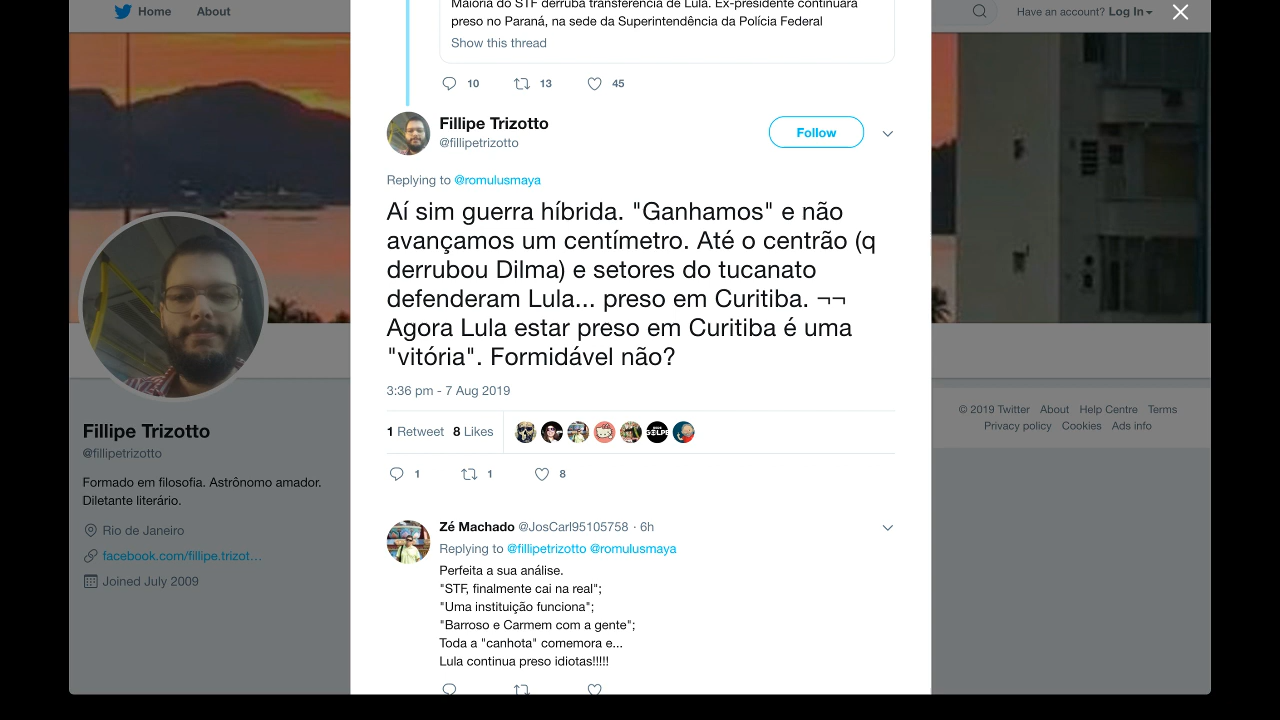 Home
About
Have an account? Log In
Maioria do STF derruba transferência de Lula. Ex-presidente continuará
preso no Paraná, na sede da Superintendência da Polícia Federal
Show this thread
10
13
45
Fillipe Trizotto
@fillipetrizotto
Follow
Replying to @romulusmaya
Aí sim guerra híbrida. "Ganhamos" e não
avançamos um centímetro. Até o centrão (q
derrubou Dilma) e setores do tucanato
defenderam Lula... preso em Curitiba. ¬¬
Agora Lula estar preso em Curitiba é uma
"vitória". Formidável não?
3:36 pm - 7 Aug 2019
1 Retweet 8 Likes
GOLPE
1
1
8
Zé Machado @JosCarl95105758 · 6h
Replying to @fillipetrizotto @romulusmaya
Perfeita a sua análise.
"STF, finalmente cai na real";
"Uma instituição funciona";
"Barroso e Carmem com a gente";
Toda a "canhota" comemora e...
Lula continua preso idiotas!!!!!
Fillipe Trizotto
@fillipetrizotto
Formado em filosofia. Astrônomo amador.
Diletante literário.
Rio de Janeiro
facebook.com/fillipe.trizot…
Joined July 2009
© 2019 Twitter About Help Centre Terms
Privacy policy Cookies Ads info